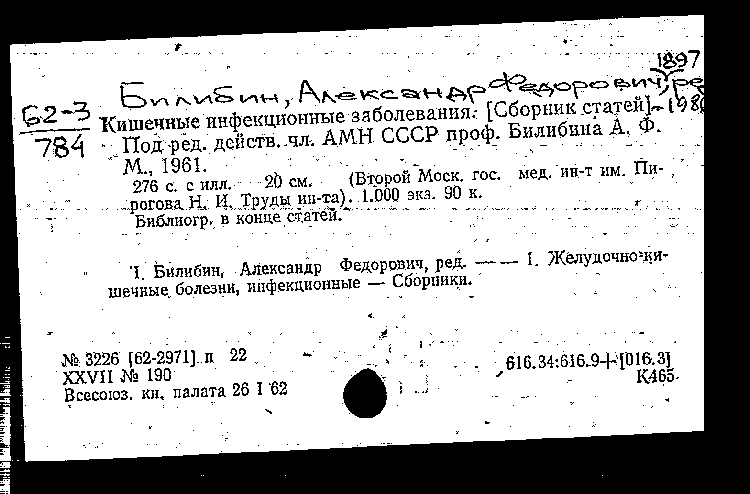 1897
Билибин, Александр Федорович, ре
62-3
784
Кишечные инфекционные заболевания. [Сборник статей]
Под ред. действ. чл. АМН СССР проф. Билибина А. Ф.
М., 1961.
276 с. с илл. 20 см. (Второй Моск. гос. мед. ин-т им. Пи-
рогова Н. И. Труды ин-та). 1.000 экз. 90 к.
Библиогр. в конце статей.
1. Билибин, Александр Федорович, ред. — — I. Желудочно-ки-
шечные болезни, инфекционные — Сборники.
№ 3226 [62-2971] п 22
616.34:616.9+[016.3]
XXVII № 190
К465
Всесоюз. кн. палата 26 I 62